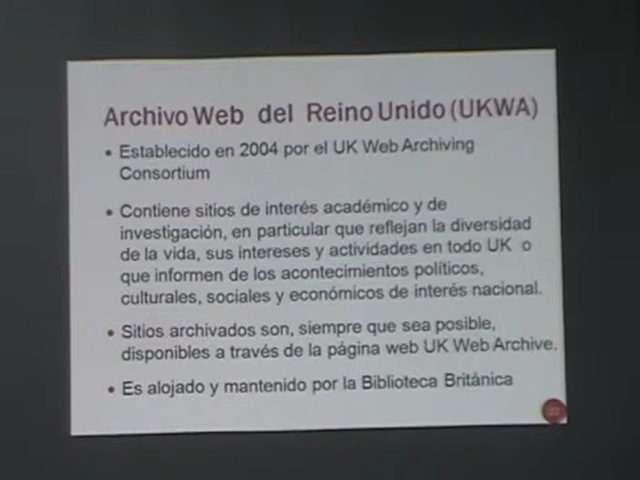 Archivo Web del Reino Unido (UKWA)
• Establecido en 2004 por el UK Web Archiving
Consortium
• Contiene sitios de interés académico y de
investigación, en particular que reflejan la diversidad
de la vida, sus intereses y actividades en todo UK o
que informen de los acontecimientos políticos,
culturales, sociales y económicos de interés nacional.
• Sitios archivados son, siempre que sea posible,
disponibles a través de la página web UK Web Archive.
• Es alojado y mantenido por la Biblioteca Británica